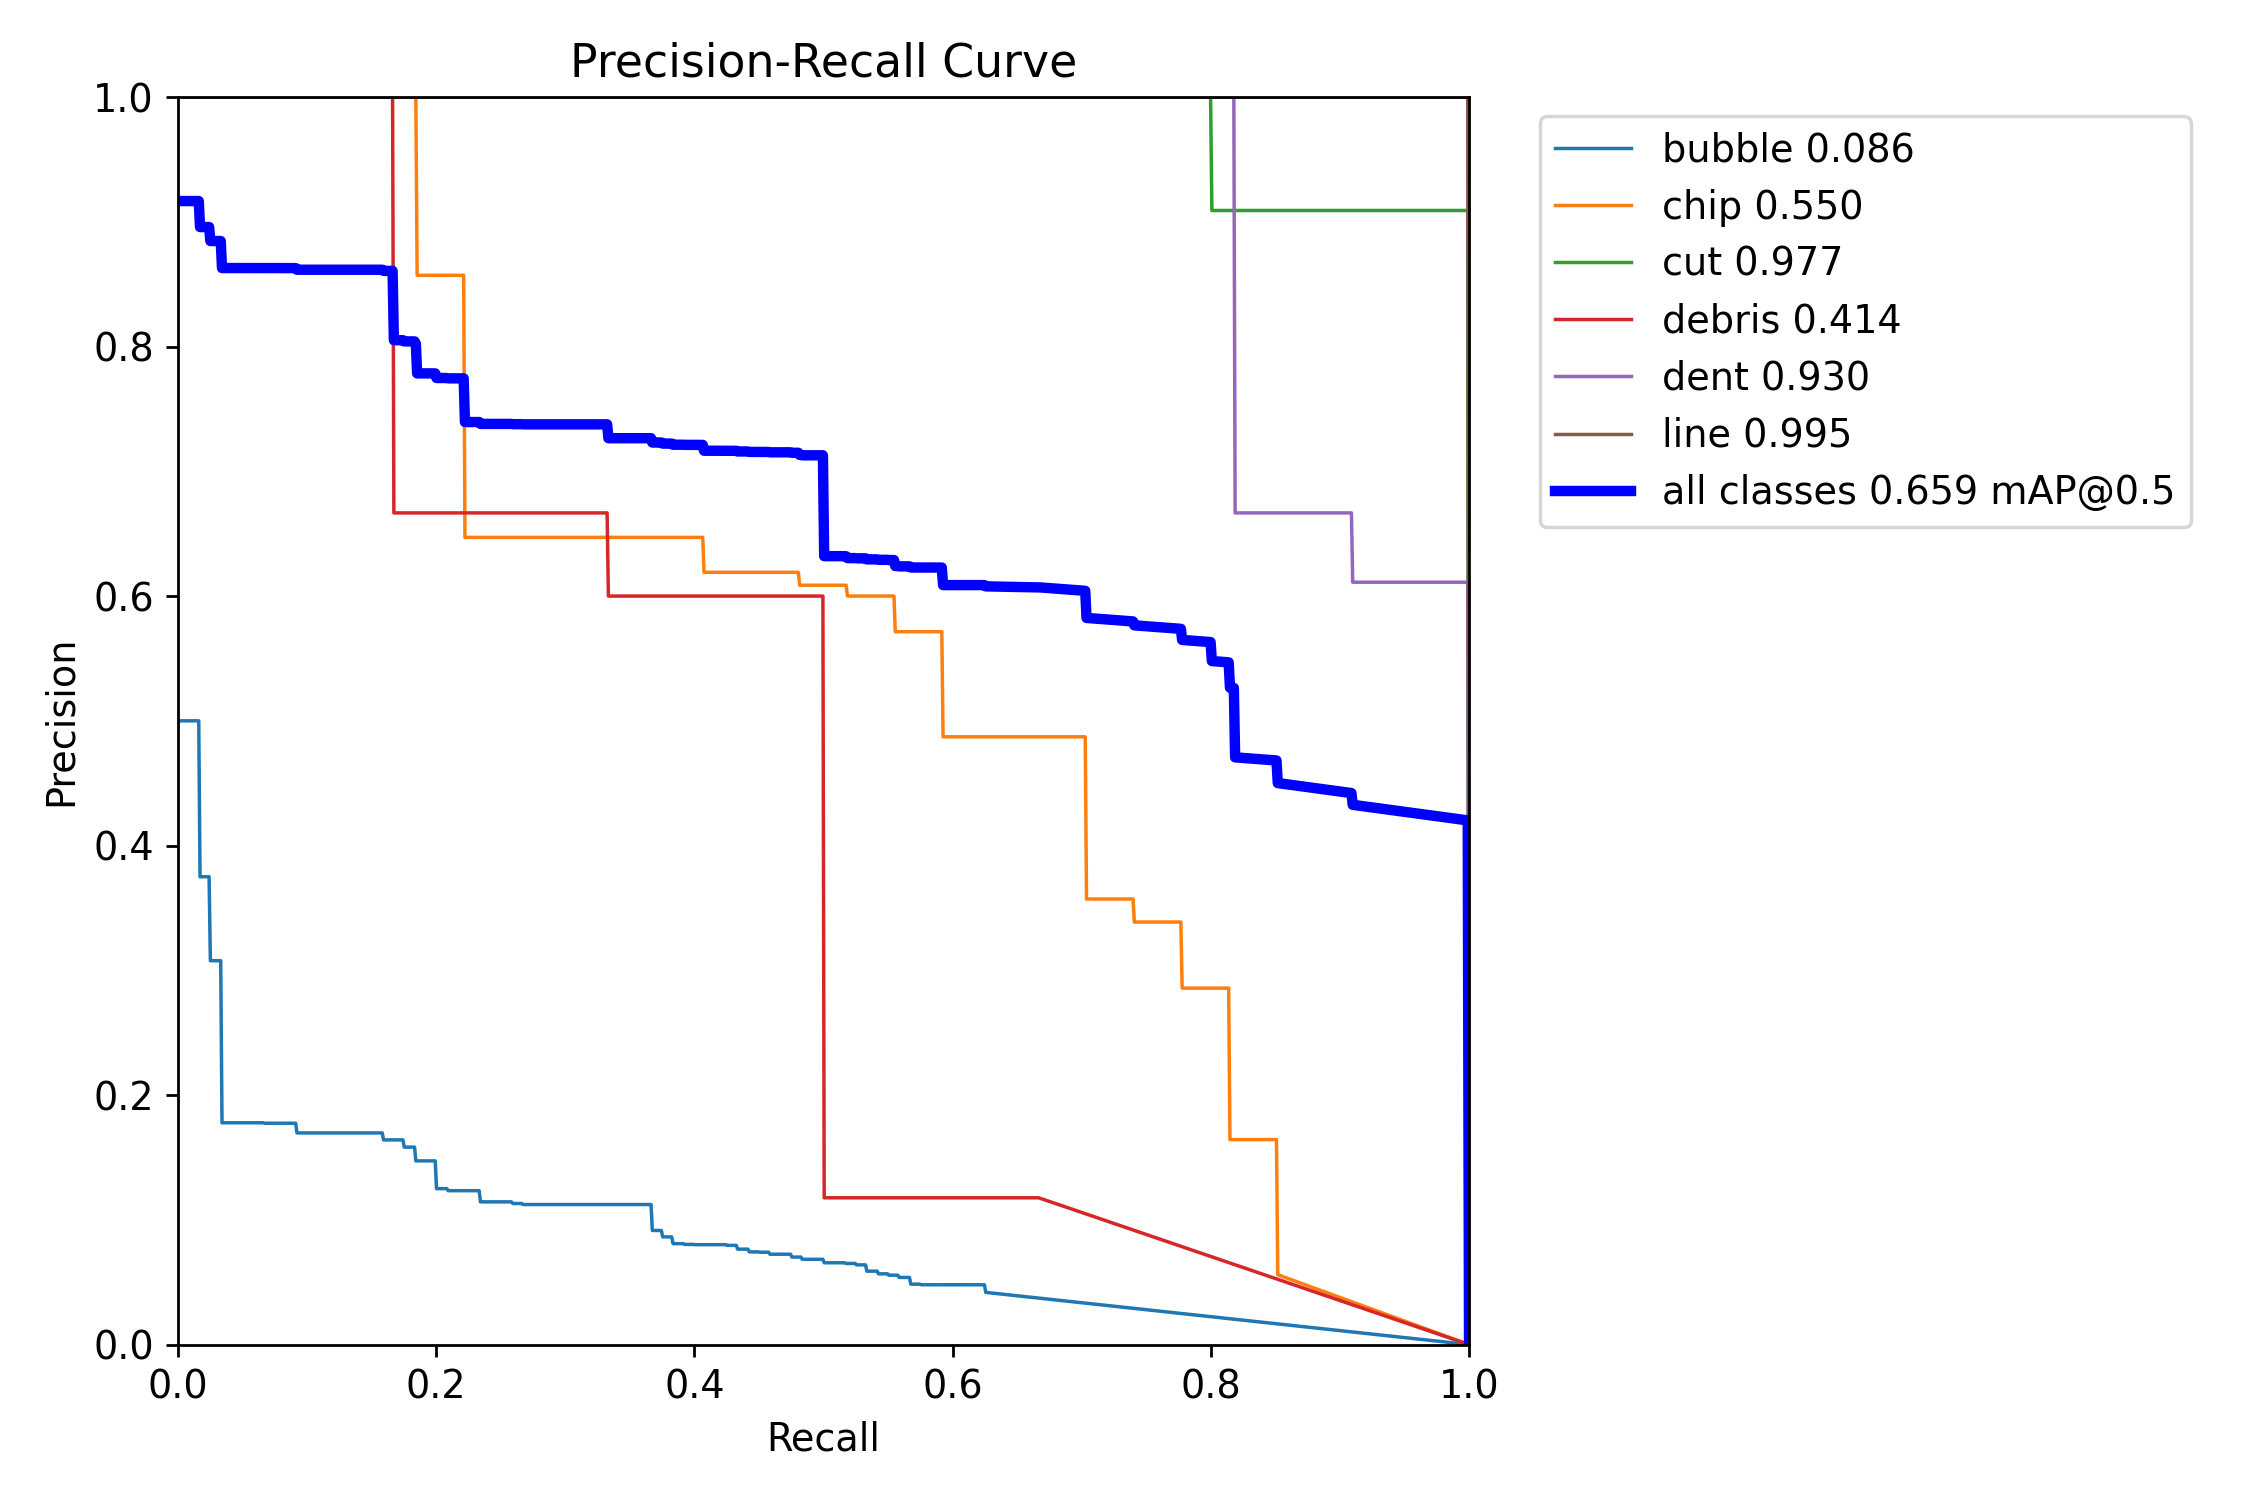 Precision-Recall Curve
1.0
0.8
0.6
0.4
0.2
0.0
Precision
0.0 0.2 0.4 0.6 0.8 1.0
Recall
bubble 0.086
chip 0.550
cut 0.977
debris 0.414
dent 0.930
line 0.995
all classes 0.659 mAP@0.5